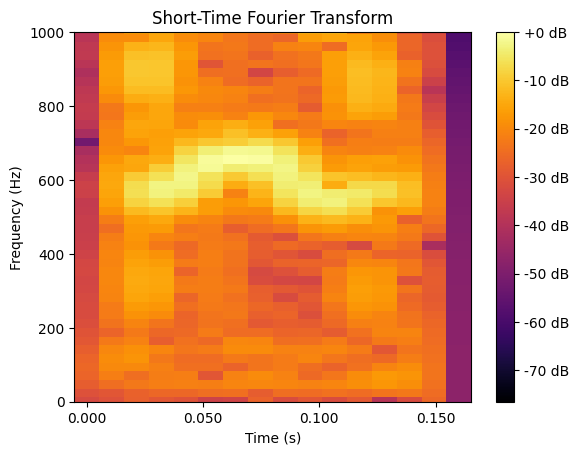 Short-Time Fourier Transform
1000
800
600
400
200
0
Frequency (Hz)
0.000
0.050
0.100
0.150
Time (s)
+0 dB
-10 dB
-20 dB
-30 dB
-40 dB
-50 dB
-60 dB
-70 dB